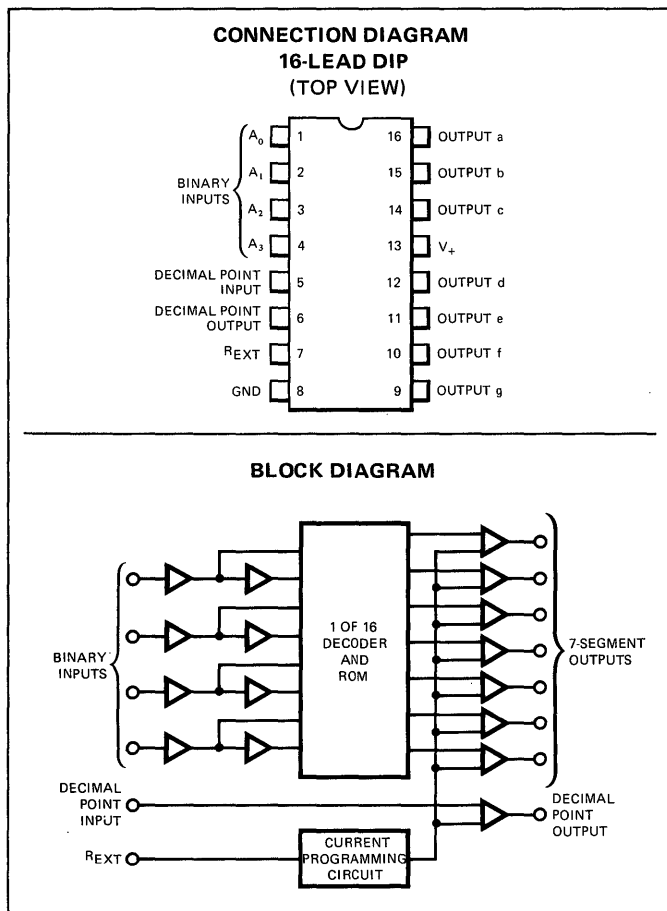 CONNECTION DIAGRAM
16-LEAD DIP
(TOP VIEW)
BINARY
INPUTS
A0 1
A1 2
A2 3
A3 4
DECIMAL POINT
INPUT 5
DECIMAL POINT
OUTPUT 6
REXT 7
GND 8
16 OUTPUT a
15 OUTPUT b
14 OUTPUT c
13 V+
12 OUTPUT d
11 OUTPUT e
10 OUTPUT f
9 OUTPUT g
BLOCK DIAGRAM
BINARY
INPUTS
1 OF 16
DECODER
AND
ROM
7-SEGMENT
OUTPUTS
DECIMAL
POINT
INPUT
DECIMAL
POINT
OUTPUT
REXT
CURRENT
PROGRAMMING
CIRCUIT